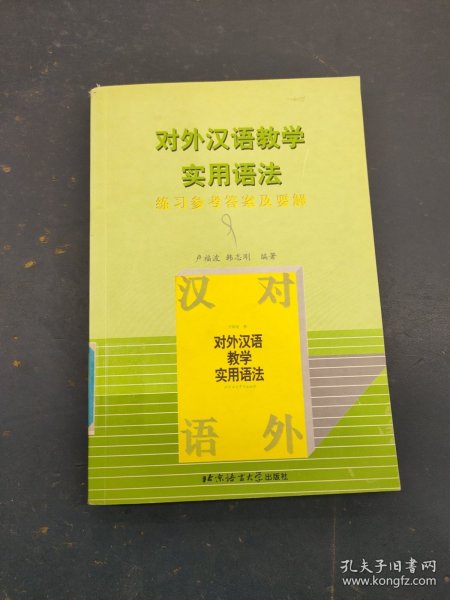 对外汉语教学
实用语法
练习参考答案及要解
卢福波 韩志刚 编著
汉 对
对外汉语
教学
实用语法
语 外
北京语言大学出版社
孔夫子旧书网
www.kongfz.com